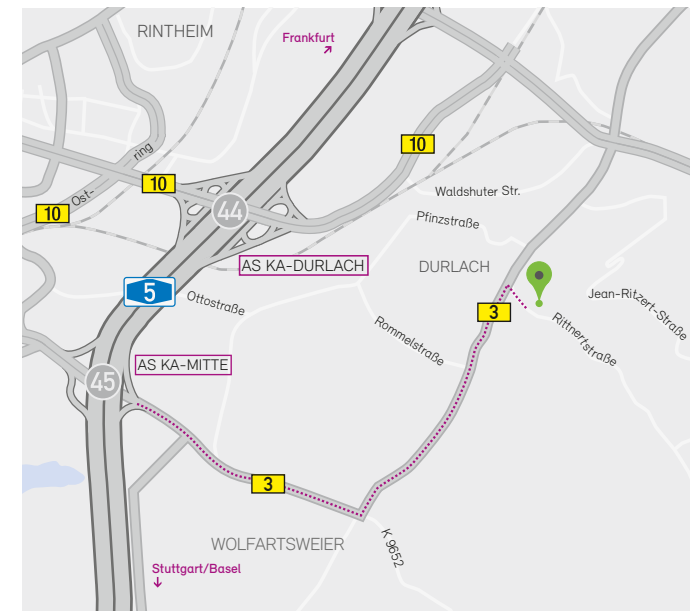 RINTHEIM
Frankfurt
10
Ost-
ring
10
10
44
Waldshuter Str.
Pfinzstraße
AS KA-DURLACH
DURLACH
5
Ottostraße
Jean-Ritzert-Straße
3
Rittnertstraße
Rommelstraße
AS KA-MITTE
45
3
WOLFARTSWEIER
K 9652
Stuttgart/Basel